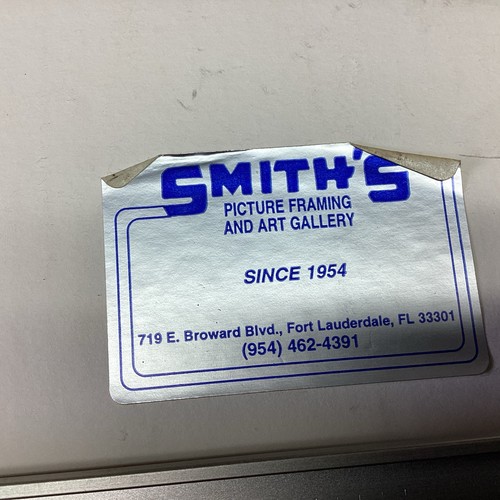 SMITH'S
PICTURE FRAMING
AND ART GALLERY
SINCE 1954
719 E. Broward Blvd., Fort Lauderdale, FL 33301
(954) 462-4391